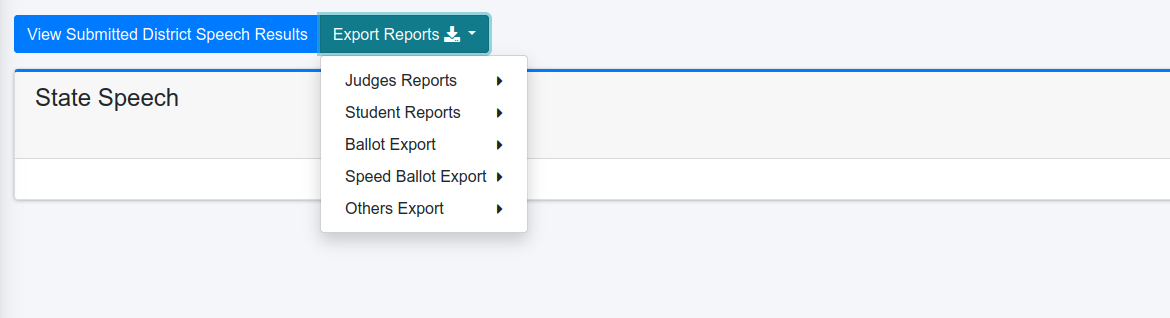 View Submitted District Speech Results
Export Reports
Judges Reports
Student Reports
Ballot Export
Speed Ballot Export
Others Export
State Speech